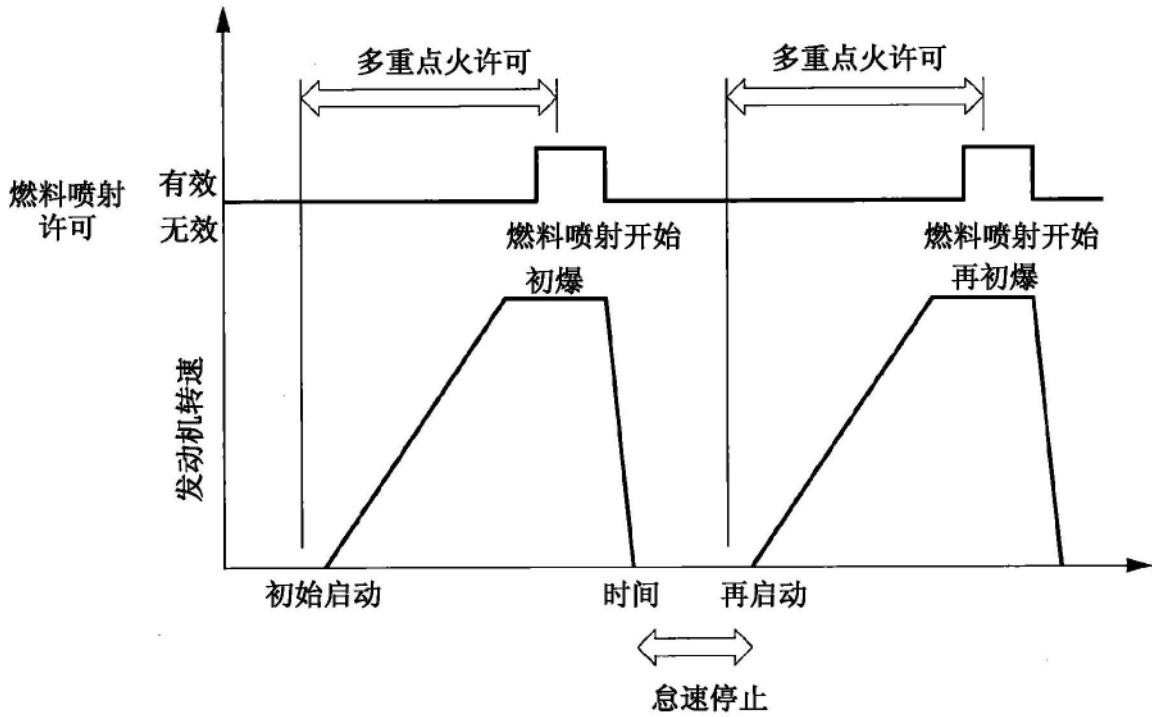 多重点火许可
多重点火许可
燃料喷射
许可
有效
无效
燃料喷射开始
燃料喷射开始
初爆
再初爆
发动机转速
初始启动
时间
再启动
怠速停止